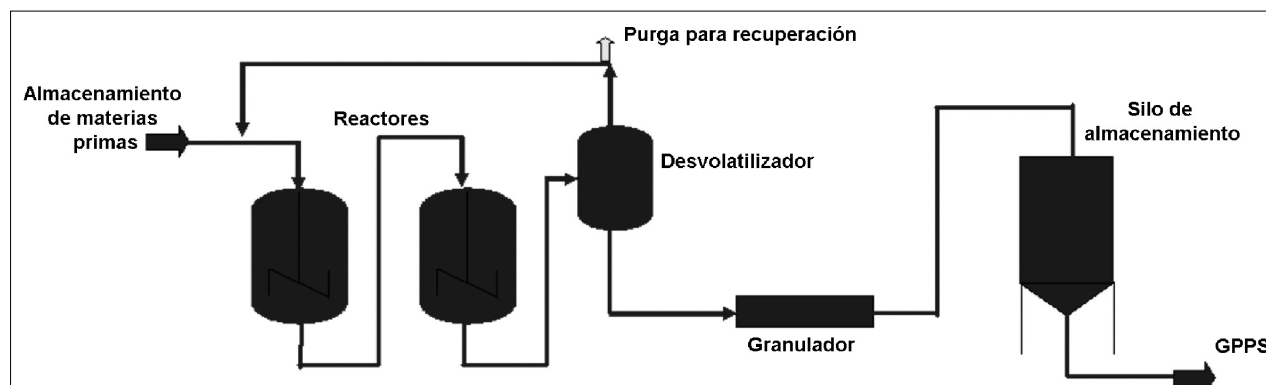 Purga para recuperación
Almacenamiento
de materias
primas
Reactores
Desvolatilizador
Silo de
almacenamiento
Granulador
GPPS